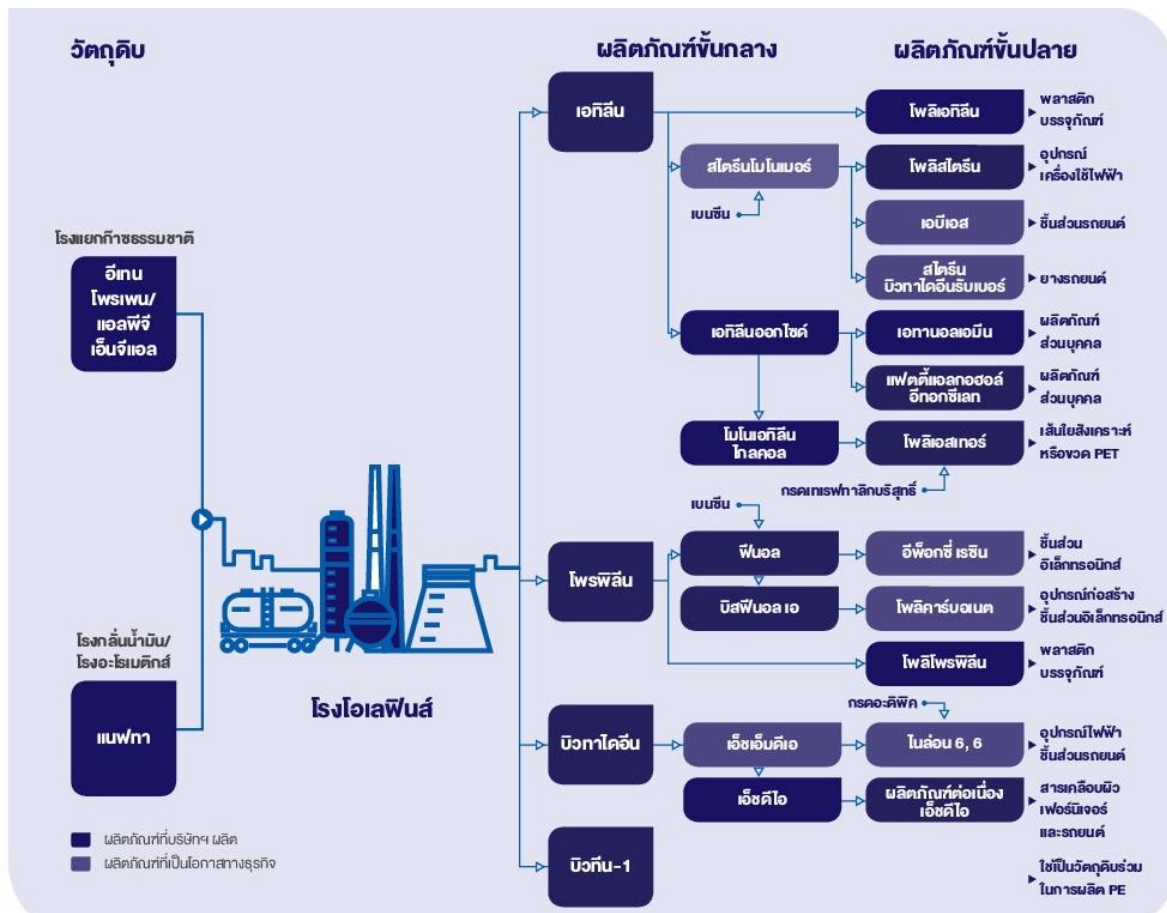 วัตถุดิบ
ผลิตภัณฑ์ขั้นกลาง
ผลิตภัณฑ์ขั้นปลาย
โรงแยกก๊าซธรรมชาติ
อีเทน
โพรเพน/
แอลพีจี
เอ็นจีแอล
โรงกลั่นน้ำมัน/
โรงอะโรเมติกส์
แนฟทา
โรงโอเลฟินส์
เอทิลีน
โพลิเอทิลีน
พลาสติก
บรรจุภัณฑ์
สไตรีนโมโนเมอร์
เบนซีน
โพลิสไตรีน
อุปกรณ์
เครื่องใช้ไฟฟ้า
เอบีเอส
ชิ้นส่วนรถยนต์
สไตรีน
บิวทาไดอีนรับเบอร์
ยางรถยนต์
เอทิลีนออกไซด์
เอทานอลเอมีน
ผลิตภัณฑ์
ส่วนบุคคล
แฟตตี้แอลกอฮอล์
อีทอกซีเลท
ผลิตภัณฑ์
ส่วนบุคคล
โมโนเอทิลีน
ไกลคอล
โพลิเอสเทอร์
เส้นใยสังเคราะห์
หรือขวด PET
กรดเทเรฟทาลิกบริสุทธิ์
โพรพิลีน
เบนซีน
ฟีนอล
อีพ็อกซี่ เรซิน
ชิ้นส่วน
อิเล็กทรอนิกส์
บิสฟีนอล เอ
โพลิคาร์บอเนต
อุปกรณ์ก่อสร้าง
ชิ้นส่วนอิเล็กทรอนิกส์
โพลิโพรพิลีน
พลาสติก
บรรจุภัณฑ์
บิวทาไดอีน
เอ็ชเอ็มดีเอ
กรดอะดิพิค
ไนล่อน 6, 6
อุปกรณ์ไฟฟ้า
ชิ้นส่วนรถยนต์
เอ็ชดีไอ
ผลิตภัณฑ์ต่อเนื่อง
เอ็ชดีไอ
สารเคลือบผิว
เฟอร์นิเจอร์
และรถยนต์
บิวทีน-1
ใช้เป็นวัตถุดิบร่วม
ในการผลิต PE
ผลิตภัณฑ์ที่บริษัทฯ ผลิต
ผลิตภัณฑ์ที่เป็นโอกาสทางธุรกิจ